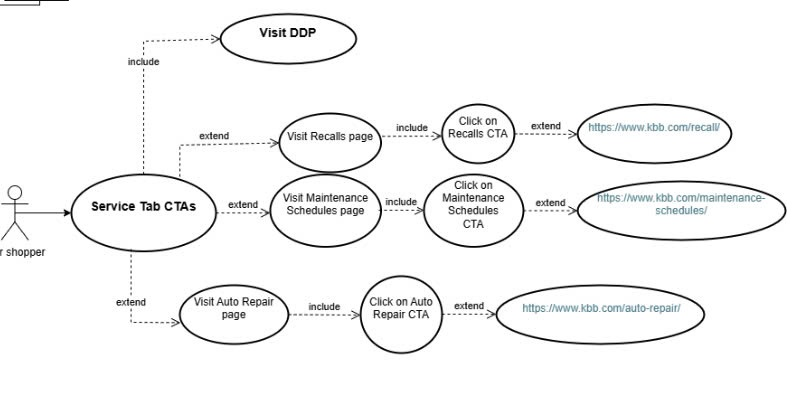 Visit DDP
include
extend
Visit Recalls page
include
Click on
Recalls CTA
extend
https://www.kbb.com/recall/
Service Tab CTAs
extend
Visit Maintenance
Schedules page
include
Click on
Maintenance
Schedules
CTA
extend
https://www.kbb.com/maintenance-
schedules/
r shopper
extend
Visit Auto Repair
page
include
Click on Auto
Repair CTA
extend
https://www.kbb.com/auto-repair/